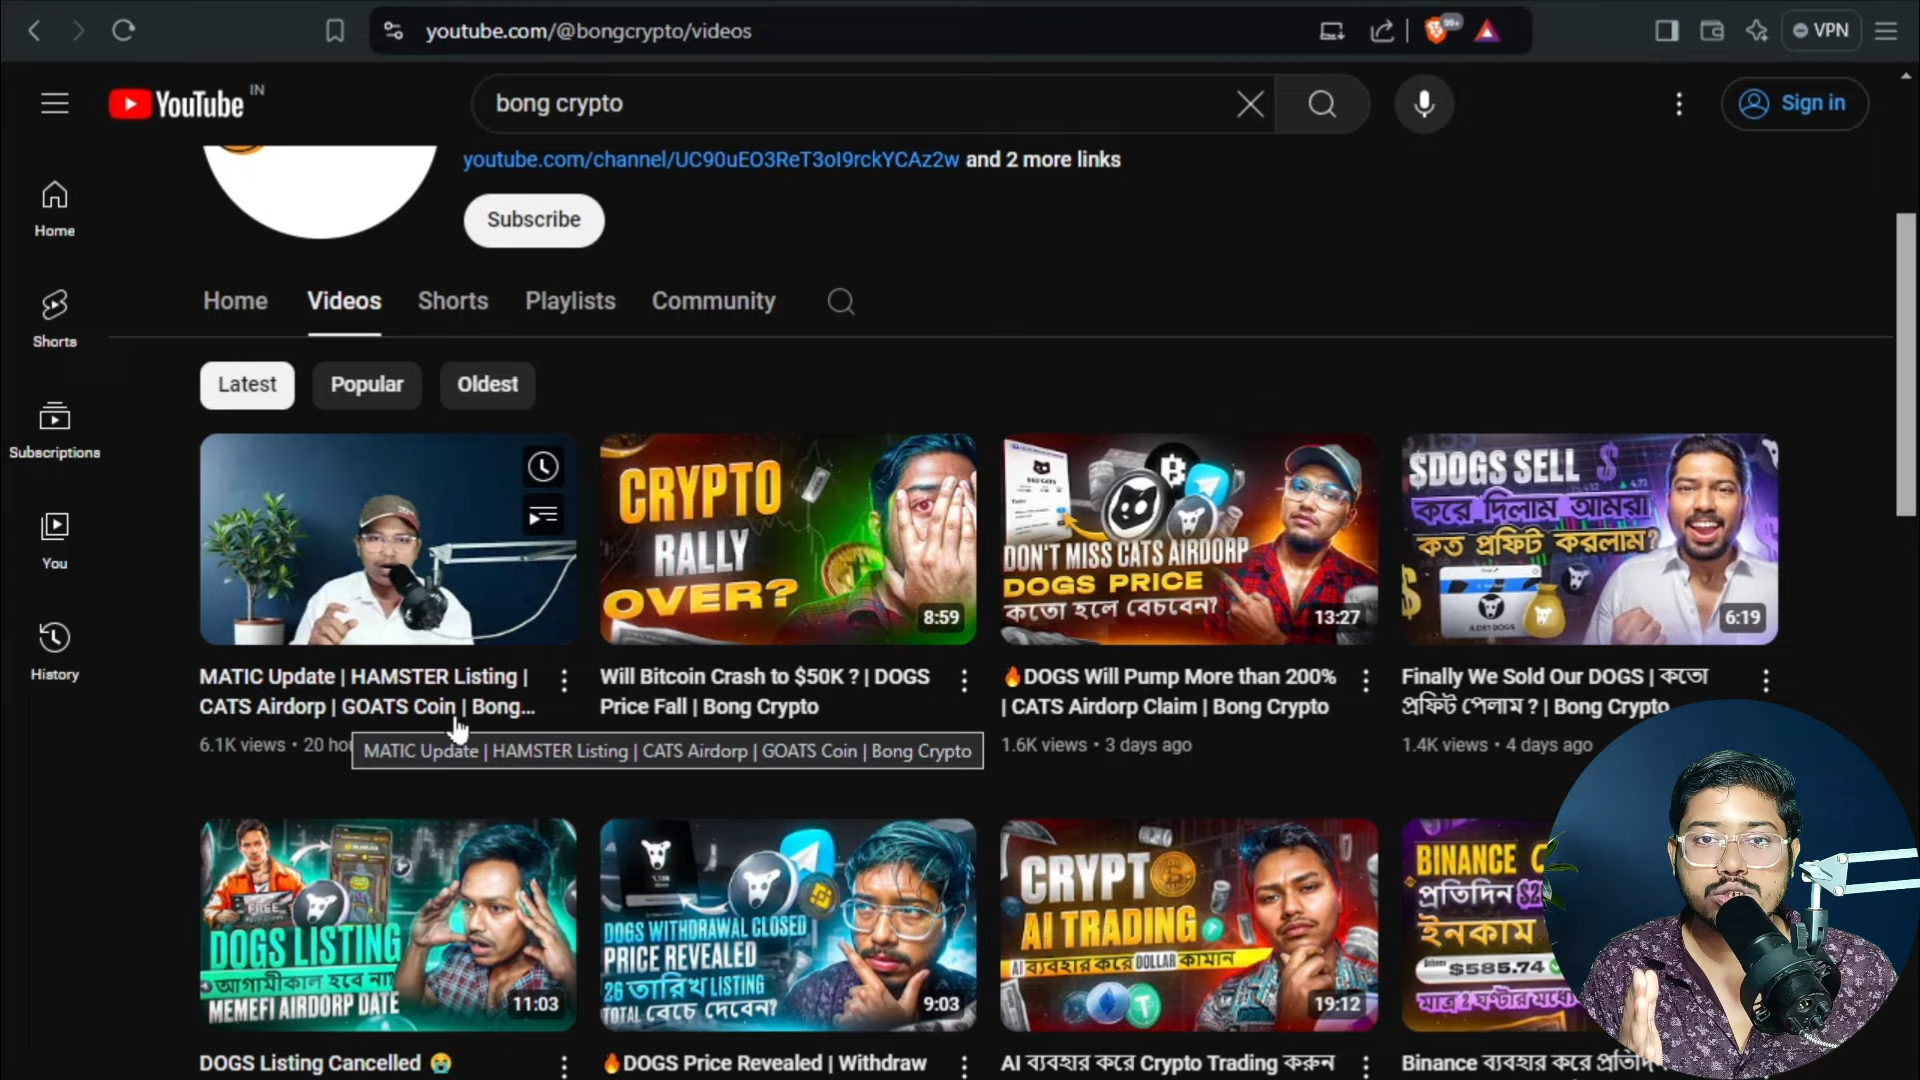 youtube.com/@bongcrypto/videos
99+
VPN
YouTube IN
bong crypto
Sign in
youtube.com/channel/UC90uEO3ReT3oI9rckYCAz2w and 2 more links
Subscribe
Home
Shorts
Subscriptions
You
History
Home Videos Shorts Playlists Community
Latest Popular Oldest
CRYPTO
RALLY
OVER?
8:59
DON'T MISS CATS AIRDORP
DOGS PRICE
কতো হলে বেচবেন?
13:27
$DOGS SELL
করে দিলাম আমরা
কত প্রফিট করলাম?
6:19
MATIC Update | HAMSTER Listing |
CATS Airdorp | GOATS Coin | Bong...
6.1K views • 20 hou
MATIC Update | HAMSTER Listing | CATS Airdorp | GOATS Coin | Bong Crypto
Will Bitcoin Crash to $50K ? | DOGS
Price Fall | Bong Crypto
🔥DOGS Will Pump More than 200%
| CATS Airdorp Claim | Bong Crypto
1.6K views • 3 days ago
Finally We Sold Our DOGS | কতো
প্রফিট পেলাম ? | Bong Crypto
1.4K views • 4 days ago
FREE
DOGS LISTING
আগামীকাল হবে না
MEMEFI AIRDORP DATE
11:03
DOGS WITHDRAWAL CLOSED
PRICE REVEALED
26 তারিখ LISTING
TOTAL বেচে দেবেন?
9:03
CRYPT
AI TRADING
AI ব্যবহার করে DOLLAR কামান
19:12
BINANCE
প্রতিদিন $2
ইনকাম
$585.74
মাত্র 2 ঘন্টার মধ্যে
DOGS Listing Cancelled 😭
🔥DOGS Price Revealed | Withdraw
AI ব্যবহার করে Crypto Trading করুন
Binance ব্যবহার করে প্রতিদি